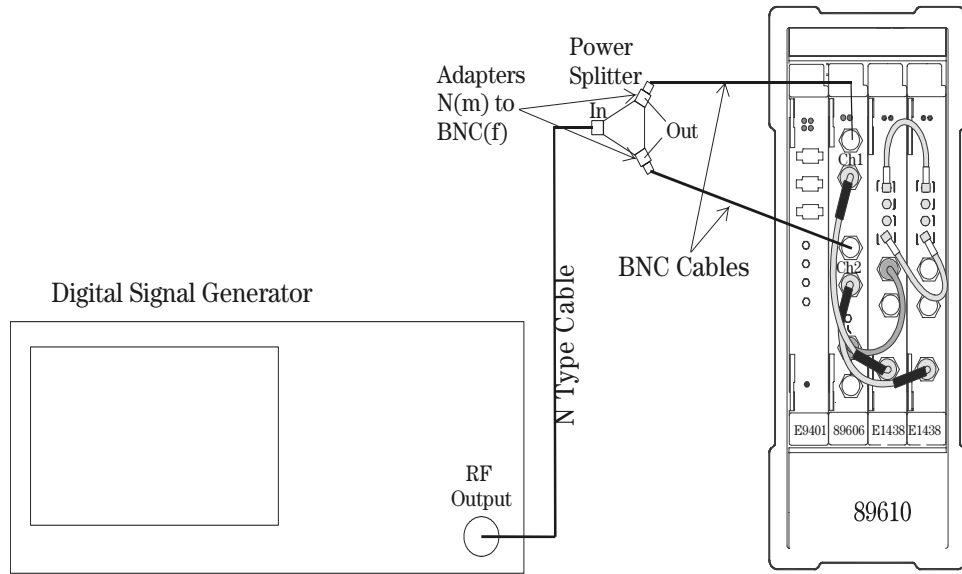 Power
Splitter
Adapters
N(m) to
BNC(f)
In
Out
Ch1
BNC Cables
Ch2
Digital Signal Generator
N Type Cable
RF
Output
E9401 89606 E1438 E1438
89610